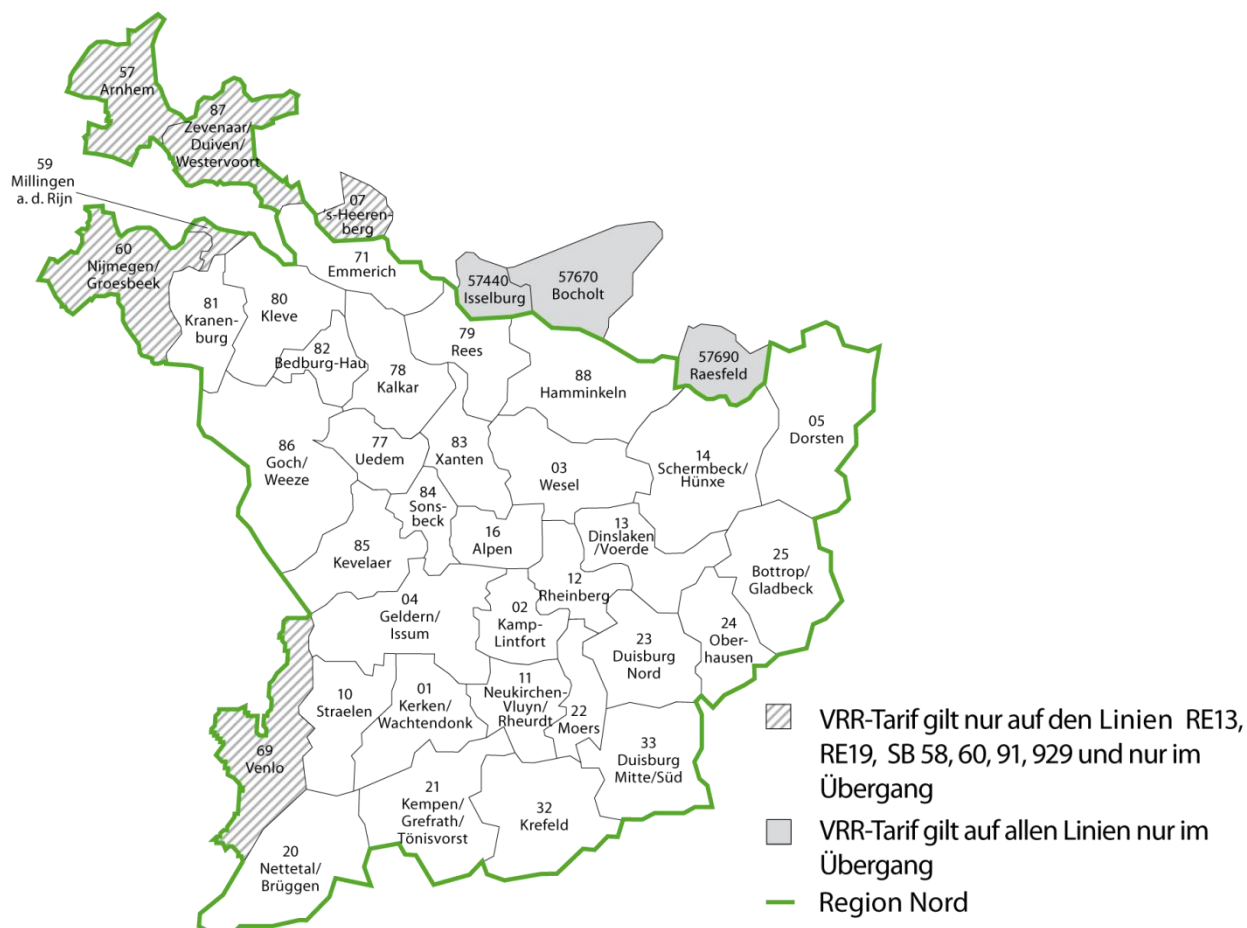 57
Arnhem
87
Zevenaar/
Duiven/
Westervoort
59
Millingen
a. d. Rijn
07
's-Heeren-
berg
60
Nijmegen/
Groesbeek
71
Emmerich
57440
Isselburg
57670
Bocholt
81
Kranen-
burg
80
Kleve
82
Bedburg-Hau
78
Kalkar
79
Rees
88
Hamminkeln
57690
Raesfeld
05
Dorsten
86
Goch/
Weeze
77
Uedem
83
Xanten
03
Wesel
14
Schermbeck/
Hünxe
84
Sons-
beck
85
Kevelaer
16
Alpen
13
Dinslaken
/Voerde
25
Bottrop/
Gladbeck
12
Rheinberg
04
Geldern/
Issum
02
Kamp-
Lintfort
23
Duisburg
Nord
24
Ober-
hausen
10
Straelen
01
Kerken/
Wachtendonk
11
Neukirchen-
Vluyn/
Rheurdt
22
Moers
69
Venlo
33
Duisburg
Mitte/Süd
21
Kempen/
Grefrath/
Tönisvorst
32
Krefeld
20
Nettetal/
Brüggen
VRR-Tarif gilt nur auf den Linien RE13,
RE19, SB 58, 60, 91, 929 und nur im
Übergang
VRR-Tarif gilt auf allen Linien nur im
Übergang
Region Nord